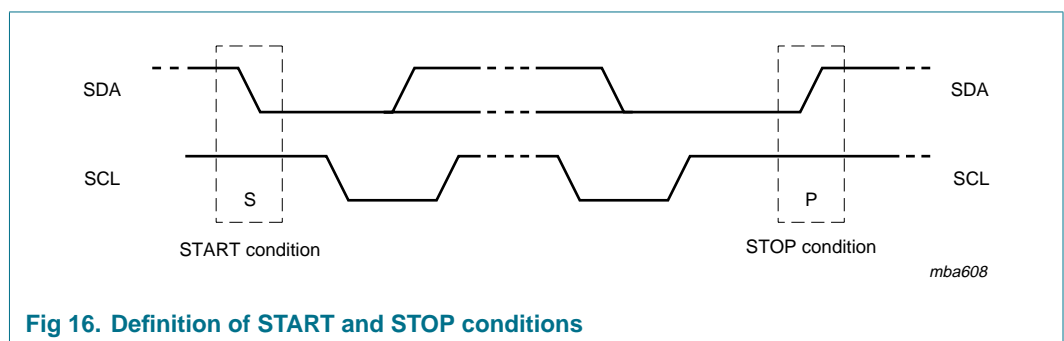 SDA
SDA
SCL
SCL
S
P
START condition
STOP condition
mba608
Fig 16. Definition of START and STOP conditions